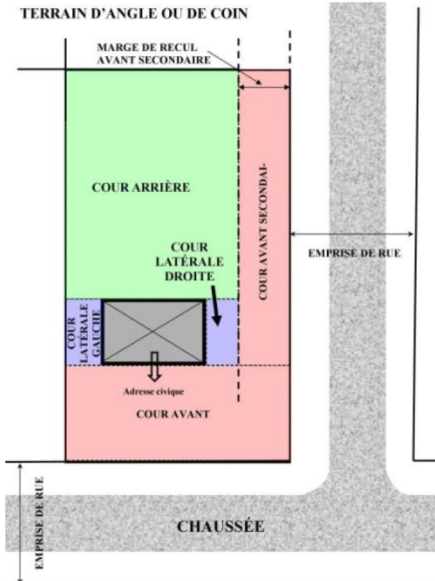 TERRAIN D'ANGLE OU DE COIN
MARGE DE RECUL
AVANT SECONDAIRE
COUR ARRIÈRE
COUR AVANT SECONDAI-
EMPRISE DE RUE
COUR
LATÉRALE
DROITE
COUR
LATÉRALE
GAUCHE
Adresse civique
COUR AVANT
EMPRISE DE RUE
CHAUSSÉE